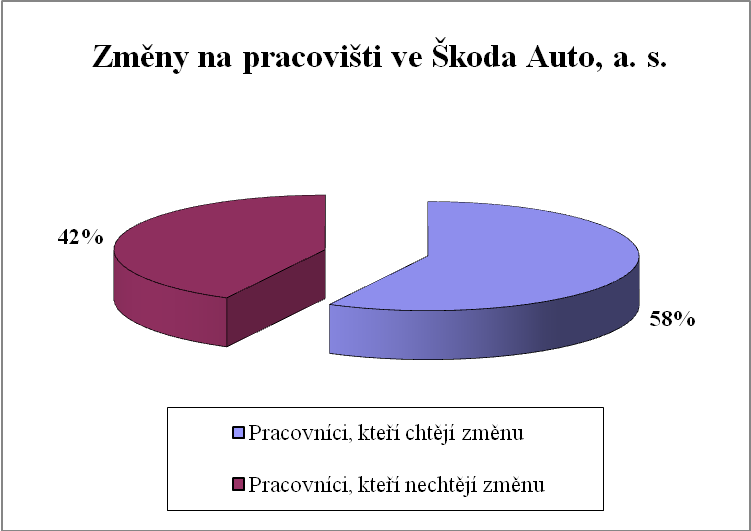 Změny na pracovišti ve Škoda Auto, a. s.
42%
58%
Pracovníci, kteří chtějí změnu
Pracovníci, kteří nechtějí změnu